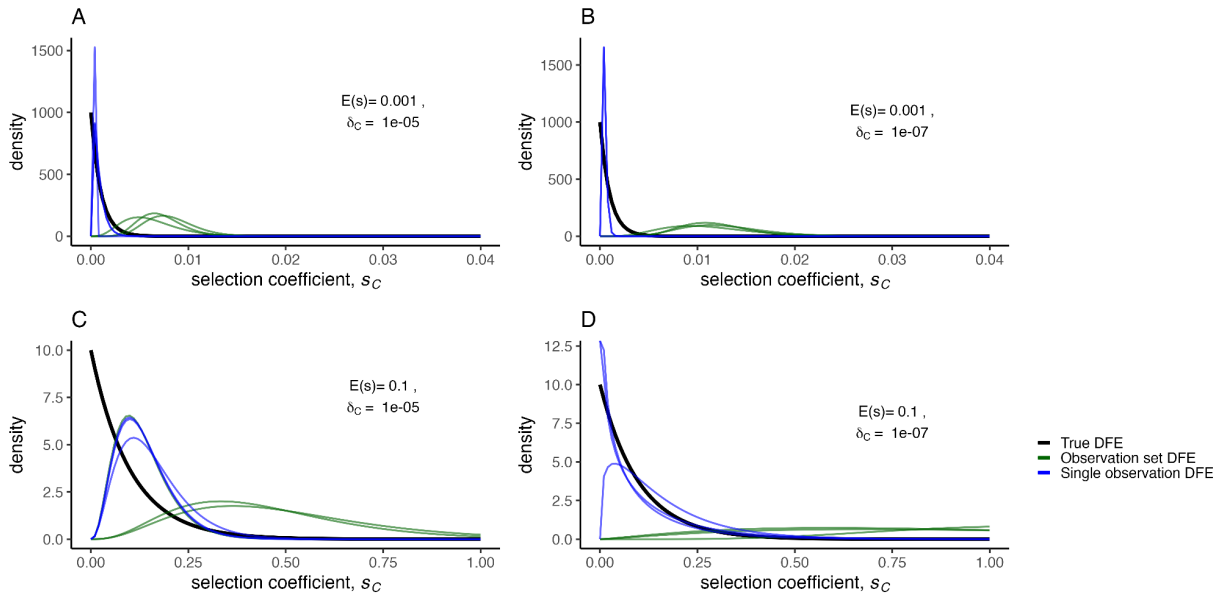 A
1500
1000
500
0
density
E(s)= 0.001 ,
δC = 1e-05
0.00 0.01 0.02 0.03 0.04
selection coefficient, sC
B
1500
1000
500
0
density
E(s)= 0.001 ,
δC = 1e-07
0.00 0.01 0.02 0.03 0.04
selection coefficient, sC
C
10.0
7.5
5.0
2.5
0.0
density
E(s)= 0.1 ,
δC = 1e-05
0.00 0.25 0.50 0.75 1.00
selection coefficient, sC
D
12.5
10.0
7.5
5.0
2.5
0.0
density
E(s)= 0.1 ,
δC = 1e-07
0.00 0.25 0.50 0.75 1.00
selection coefficient, sC
True DFE
Observation set DFE
Single observation DFE